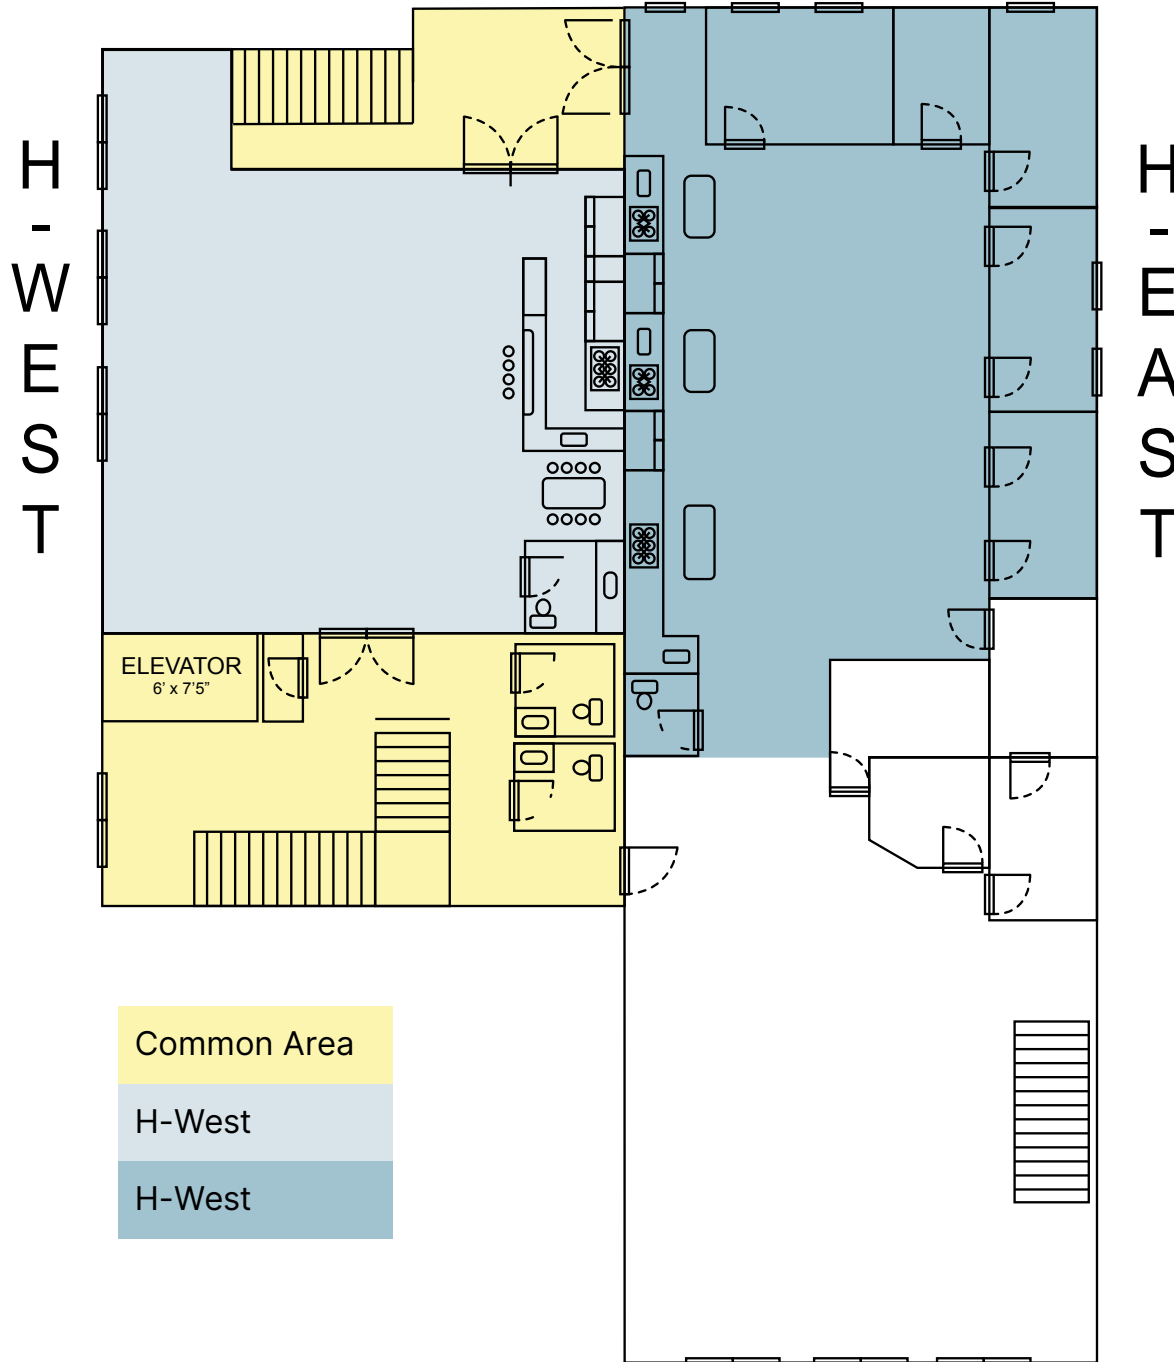 H
-
W
E
S
T
H
-
E
A
S
T
ELEVATOR
6’ x 7’5”
Common Area
H-West
H-West